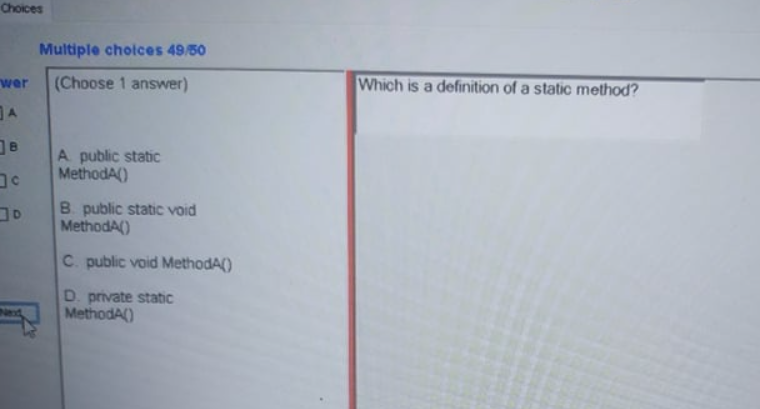 Choices
Multiple choices 49/50
wer
(Choose 1 answer)
Which is a definition of a static method?
A
B
C
D
A. public static
MethodA()
B. public static void
MethodA()
C. public void MethodA()
D. private static
MethodA()
Next